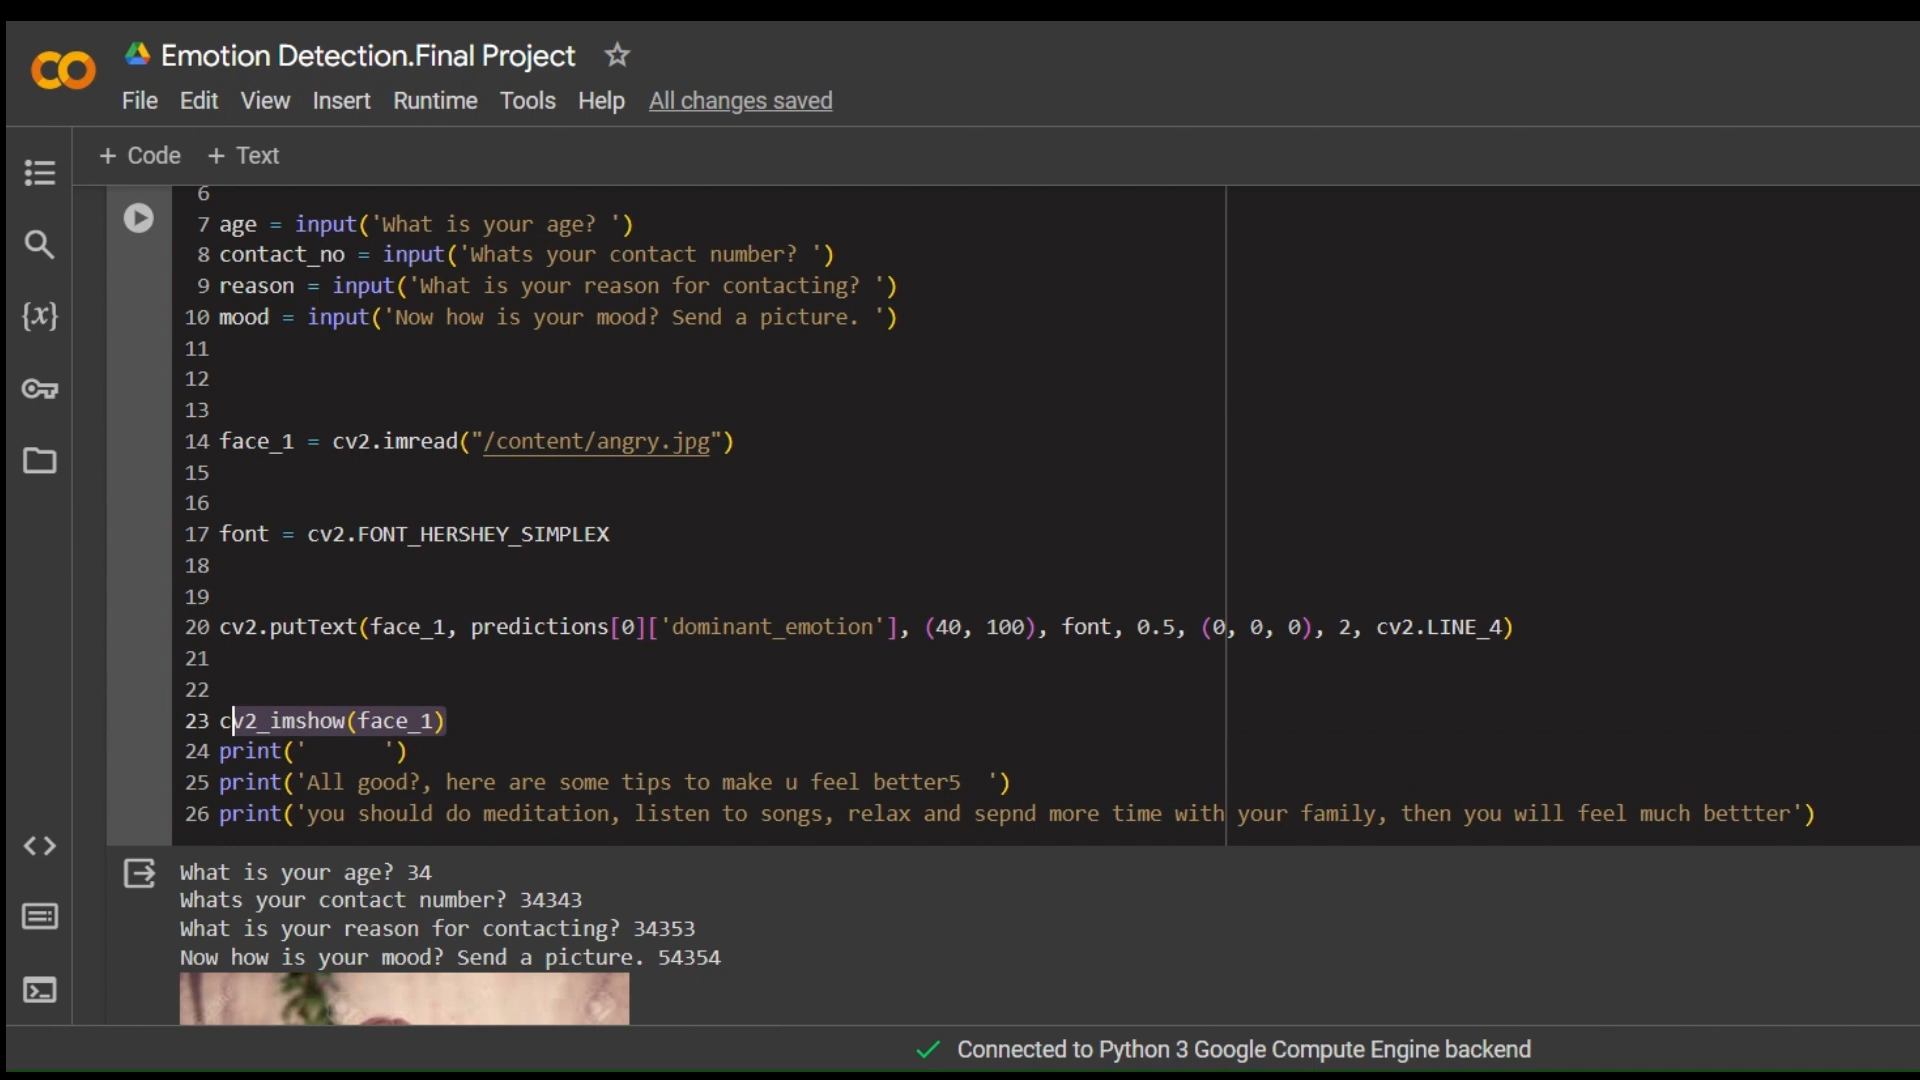 Emotion Detection.Final Project
File Edit View Insert Runtime Tools Help All changes saved
+ Code + Text
6
7 age = input('What is your age? ')
8 contact_no = input('Whats your contact number? ')
9 reason = input('What is your reason for contacting? ')
10 mood = input('Now how is your mood? Send a picture. ')
11
12
13
14 face_1 = cv2.imread("/content/angry.jpg")
15
16
17 font = cv2.FONT_HERSHEY_SIMPLEX
18
19
20 cv2.putText(face_1, predictions[0]['dominant_emotion'], (40, 100), font, 0.5, (0, 0, 0), 2, cv2.LINE_4)
21
22
23 cv2_imshow(face_1)
24 print('      ')
25 print('All good?, here are some tips to make u feel better5  ')
26 print('you should do meditation, listen to songs, relax and sepnd more time with your family, then you will feel much bettter')
What is your age? 34
Whats your contact number? 34343
What is your reason for contacting? 34353
Now how is your mood? Send a picture. 54354
Connected to Python 3 Google Compute Engine backend